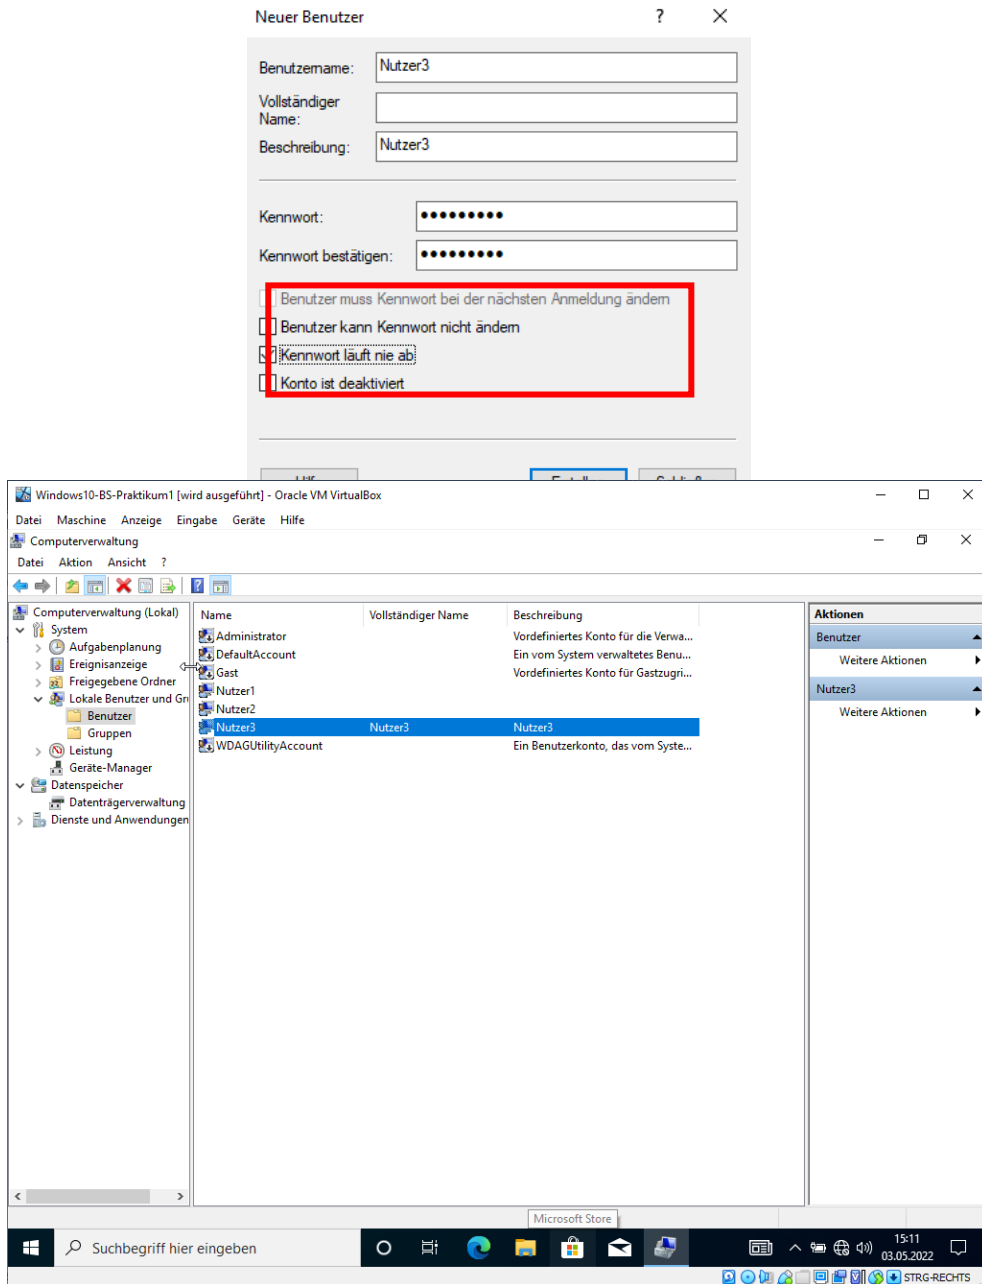 Neuer Benutzer ? ×
Benutzername: Nutzer3
Vollständiger
Name:
Beschreibung: Nutzer3
Kennwort: •••••••••
Kennwort bestätigen: •••••••••
Benutzer muss Kennwort bei der nächsten Anmeldung ändern
Benutzer kann Kennwort nicht ändern
Kennwort läuft nie ab
Konto ist deaktiviert
Windows10-BS-Praktikum1 [wird ausgeführt] - Oracle VM VirtualBox
Datei Maschine Anzeige Eingabe Geräte Hilfe
Computerverwaltung
Datei Aktion Ansicht ?
Computerverwaltung (Lokal)
System
Aufgabenplanung
Ereignisanzeige
Freigegebene Ordner
Lokale Benutzer und Gru
Benutzer
Gruppen
Leistung
Geräte-Manager
Datenspeicher
Datenträgerverwaltung
Dienste und Anwendungen
Name Vollständiger Name Beschreibung
Administrator Vordefiniertes Konto für die Verwa...
DefaultAccount Ein vom System verwaltetes Benu...
Gast Vordefiniertes Konto für Gastzugri...
Nutzer1
Nutzer2
Nutzer3 Nutzer3 Nutzer3
WDAGUtilityAccount Ein Benutzerkonto, das vom Syste...
Aktionen
Benutzer
Weitere Aktionen
Nutzer3
Weitere Aktionen
Microsoft Store
Suchbegriff hier eingeben
15:11
03.05.2022
STRG-RECHTS